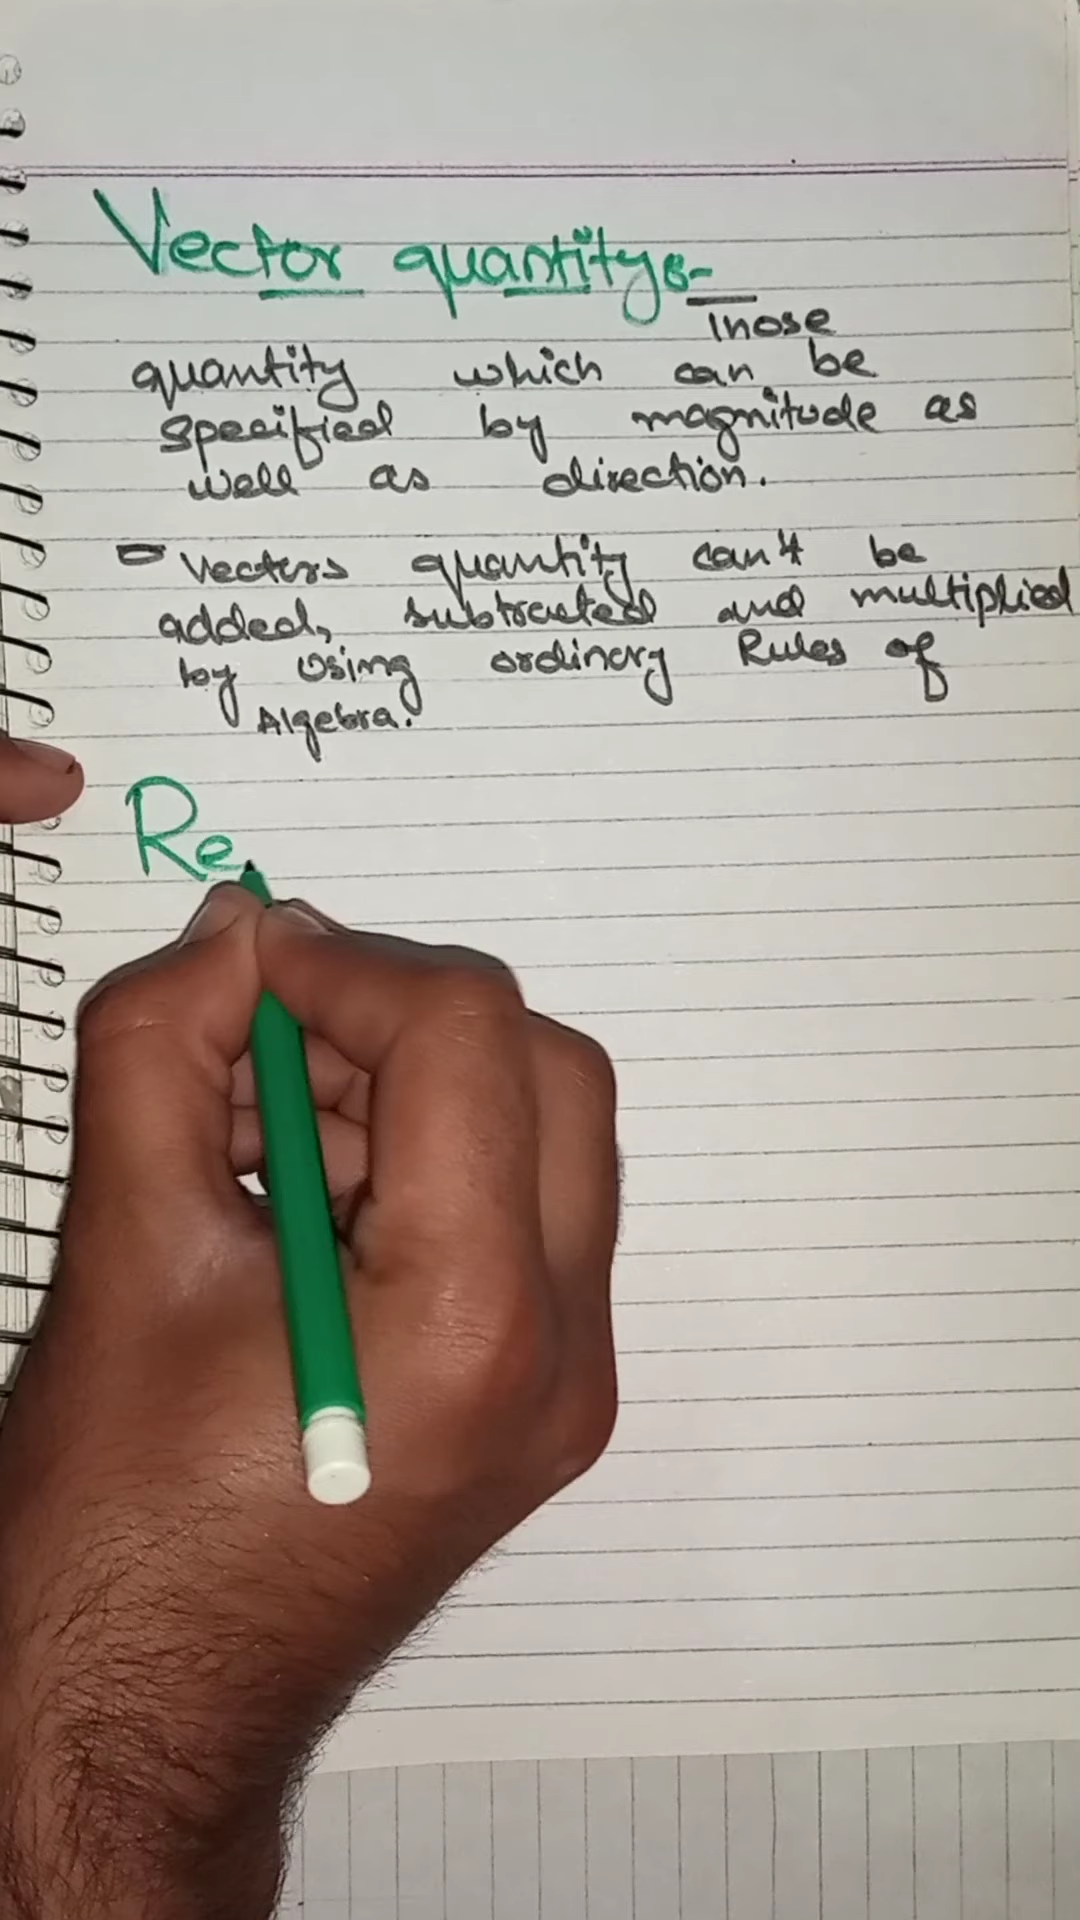 Vector quantity:-
Those
quantity which can be
specified by magnitude as
well as direction.
- Vectors quantity can't be
added, subtracted and multiplied
by using ordinary Rules of
Algebra.
Re